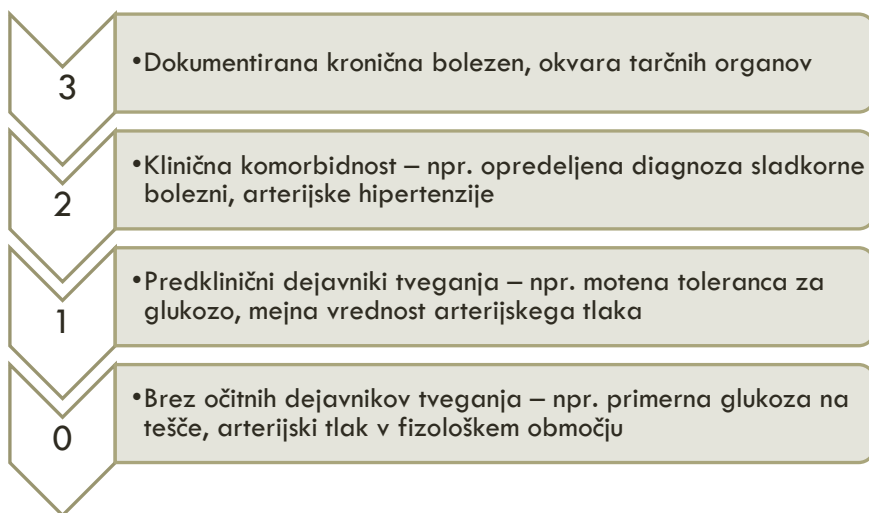 3
•Dokumentirana kronična bolezen, okvara tarčnih organov
2
•Klinična komorbidnost – npr. opredeljena diagnoza sladkorne
bolezni, arterijske hipertenzije
1
•Predklinični dejavniki tveganja – npr. motena toleranca za
glukozo, mejna vrednost arterijskega tlaka
0
•Brez očitnih dejavnikov tveganja – npr. primerna glukoza na
tešče, arterijski tlak v fizološkem območju